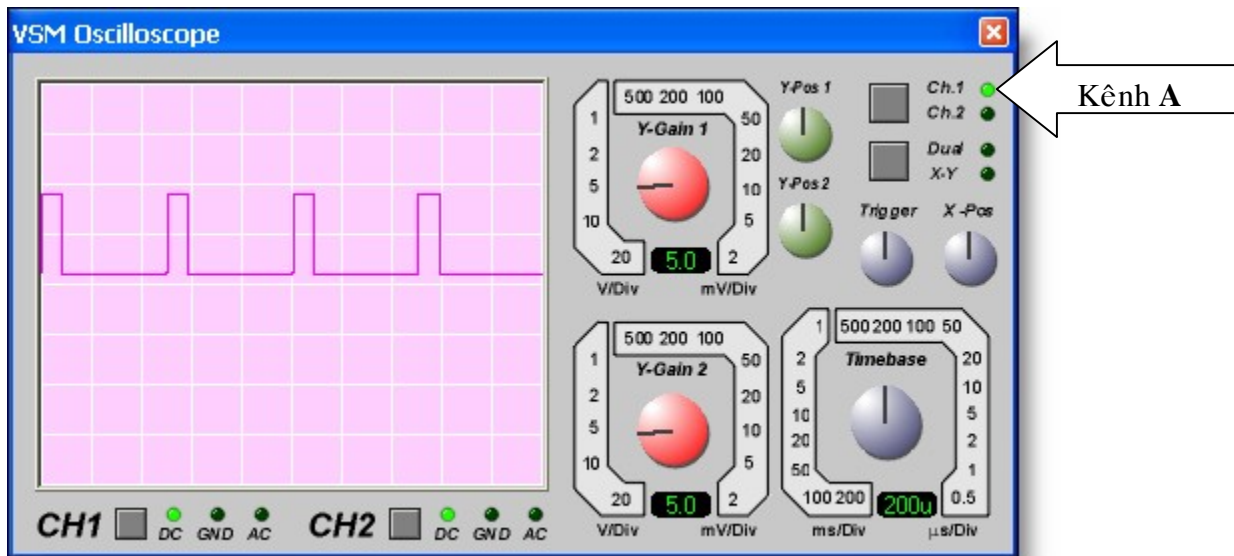 VSM Oscilloscope
500 200 100
1
2
5
10
20
50
20
10
5
2
Y-Gain 1
5.0
V/Div
mV/Div
Y-Pos 1
Y-Pos 2
Ch.1
Ch.2
Dual
X-Y
Trigger
X-Pos
Kênh A
500 200 100
1
2
5
10
20
50
20
10
5
2
Y-Gain 2
5.0
V/Div
mV/Div
1
500 200 100 50
2
5
10
20
50
100 200
20
10
5
2
1
0.5
Timebase
200u
ms/Div
µs/Div
CH1
DC GND AC
CH2
DC GND AC